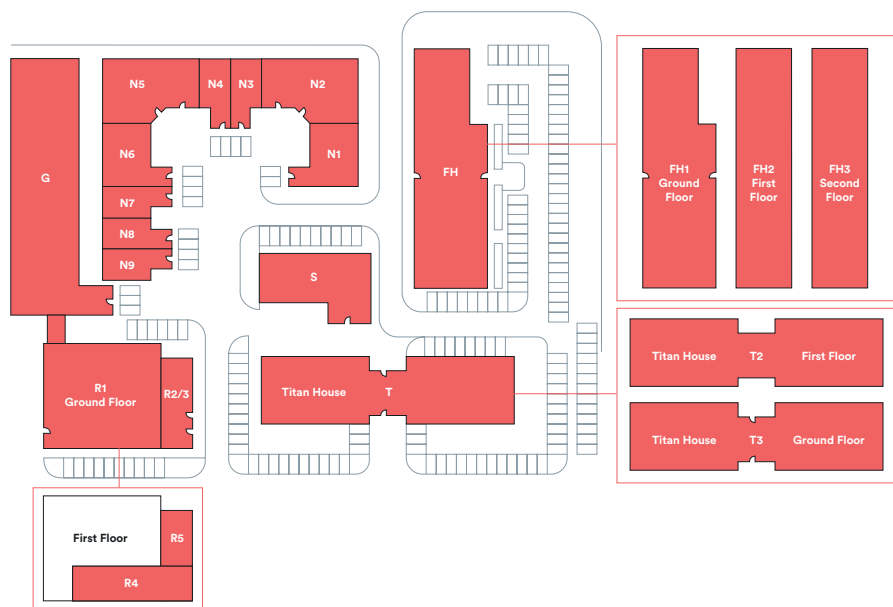 N5
N4
N3
N2
N6
N1
G
N7
N8
N9
FH
FH1
Ground
Floor
FH2
First
Floor
FH3
Second
Floor
S
R1
Ground Floor
R2/3
Titan House
T
Titan House
T2
First Floor
Titan House
T3
Ground Floor
First Floor
R5
R4